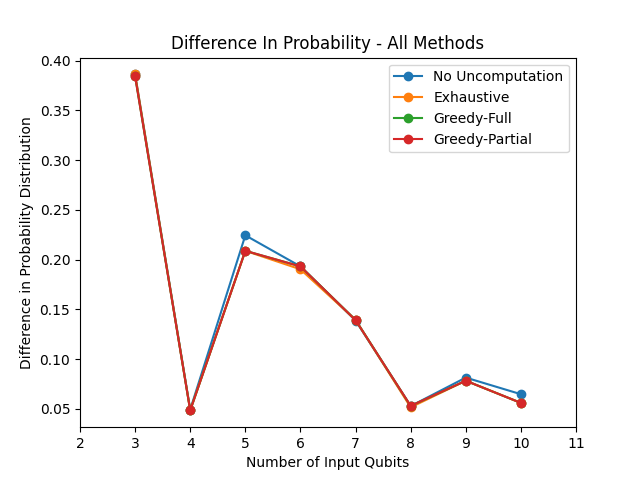 Difference In Probability - All Methods
No Uncomputation
Exhaustive
Greedy-Full
Greedy-Partial
Difference in Probability Distribution
0.40
0.35
0.30
0.25
0.20
0.15
0.10
0.05
2 3 4 5 6 7 8 9 10 11
Number of Input Qubits